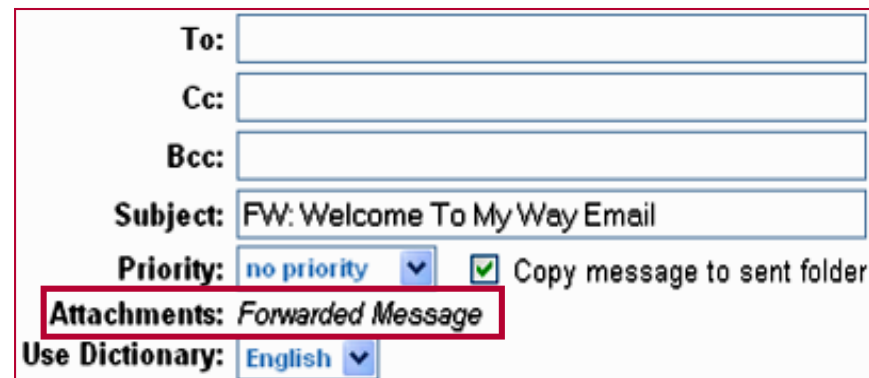 To:
Cc:
Bcc:
Subject: FW: Welcome To My Way Email
Priority: no priority Copy message to sent folder
Attachments: Forwarded Message
Use Dictionary: English